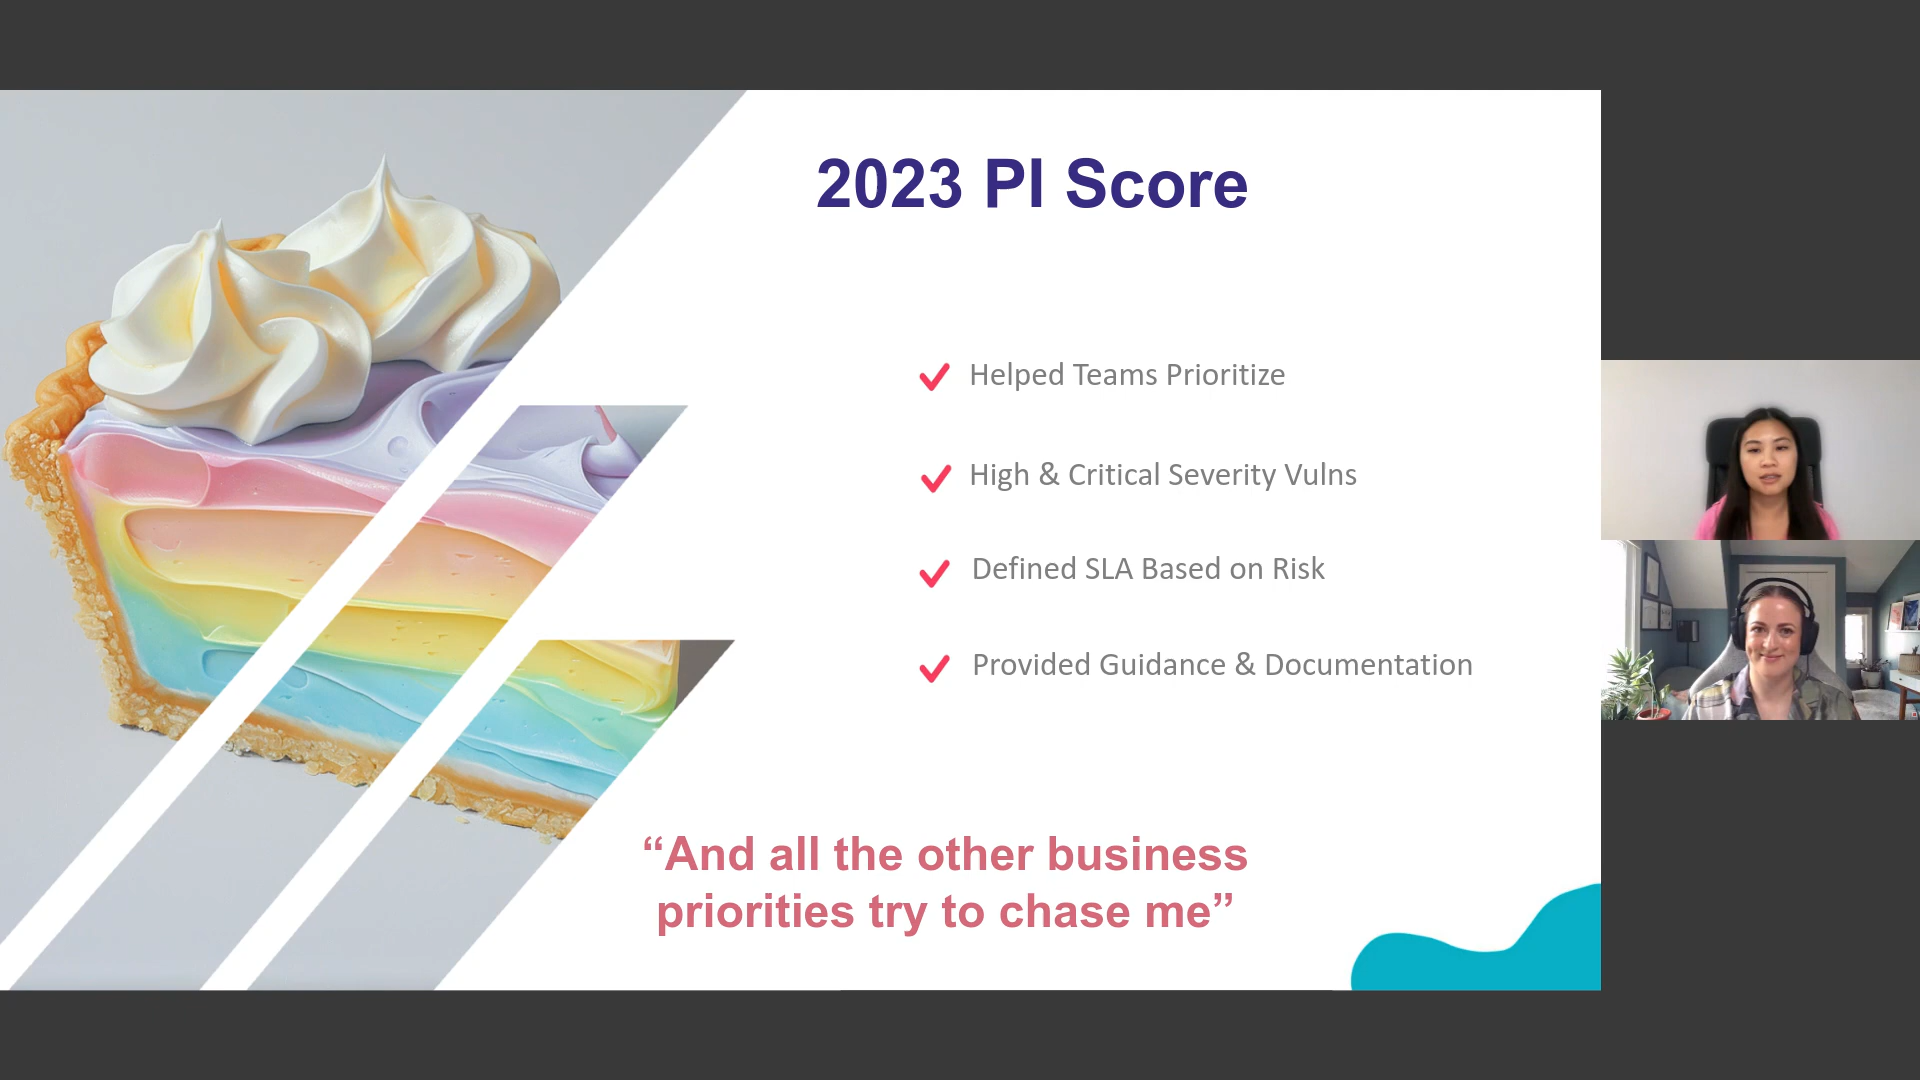 2023 PI Score
Helped Teams Prioritize
High & Critical Severity Vulns
Defined SLA Based on Risk
Provided Guidance & Documentation
“And all the other business
priorities try to chase me”